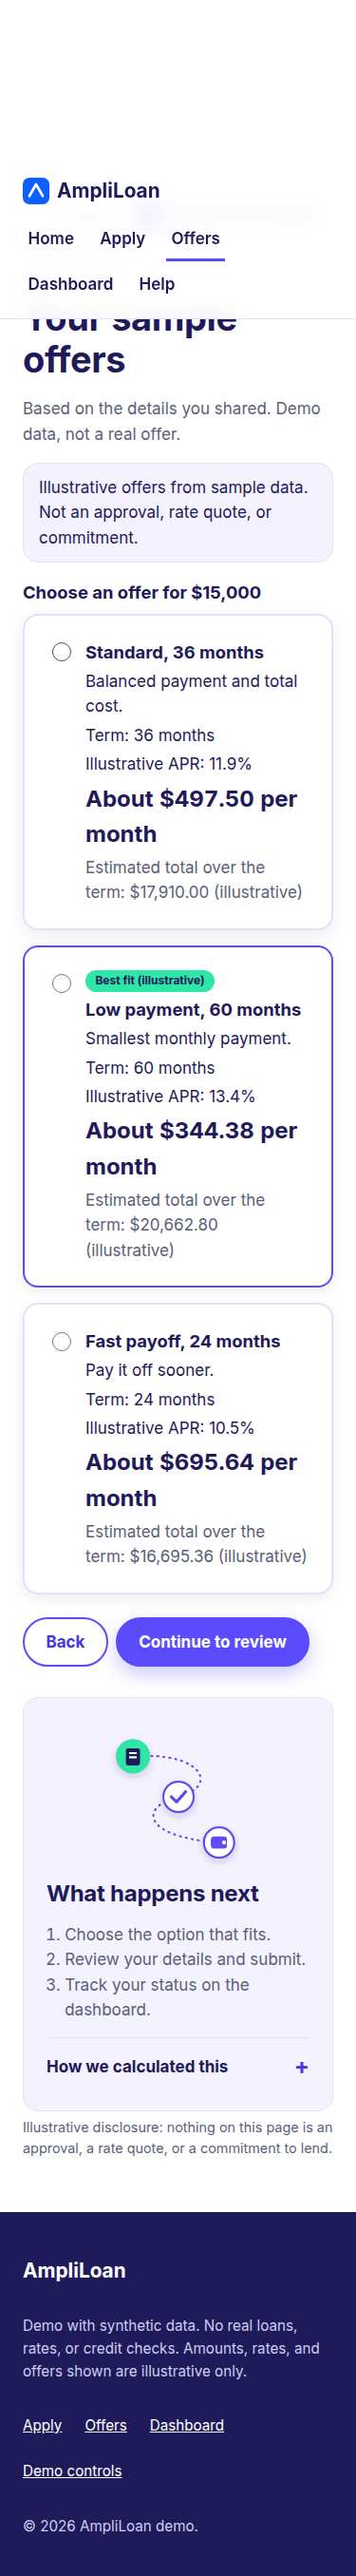 AmpliLoan
Home Apply Offers
Dashboard Help
Your summary
offers
Based on the details you shared. Demo
data, not a real offer.
Illustrative offers from sample data.
Not an approval, rate quote, or
commitment.
Choose an offer for $15,000
Standard, 36 months
Balanced payment and total
cost.
Term: 36 months
Illustrative APR: 11.9%
About $497.50 per
month
Estimated total over the
term: $17,910.00 (illustrative)
Best fit (illustrative)
Low payment, 60 months
Smallest monthly payment.
Term: 60 months
Illustrative APR: 13.4%
About $344.38 per
month
Estimated total over the
term: $20,662.80
(illustrative)
Fast payoff, 24 months
Pay it off sooner.
Term: 24 months
Illustrative APR: 10.5%
About $695.64 per
month
Estimated total over the
term: $16,695.36 (illustrative)
Back Continue to review
What happens next
1. Choose the option that fits.
2. Review your details and submit.
3. Track your status on the
dashboard.
How we calculated this +
Illustrative disclosure: nothing on this page is an
approval, a rate quote, or a commitment to lend.
AmpliLoan
Demo with synthetic data. No real loans,
rates, or credit checks. Amounts, rates, and
offers shown are illustrative only.
Apply Offers Dashboard
Demo controls
© 2026 AmpliLoan demo.